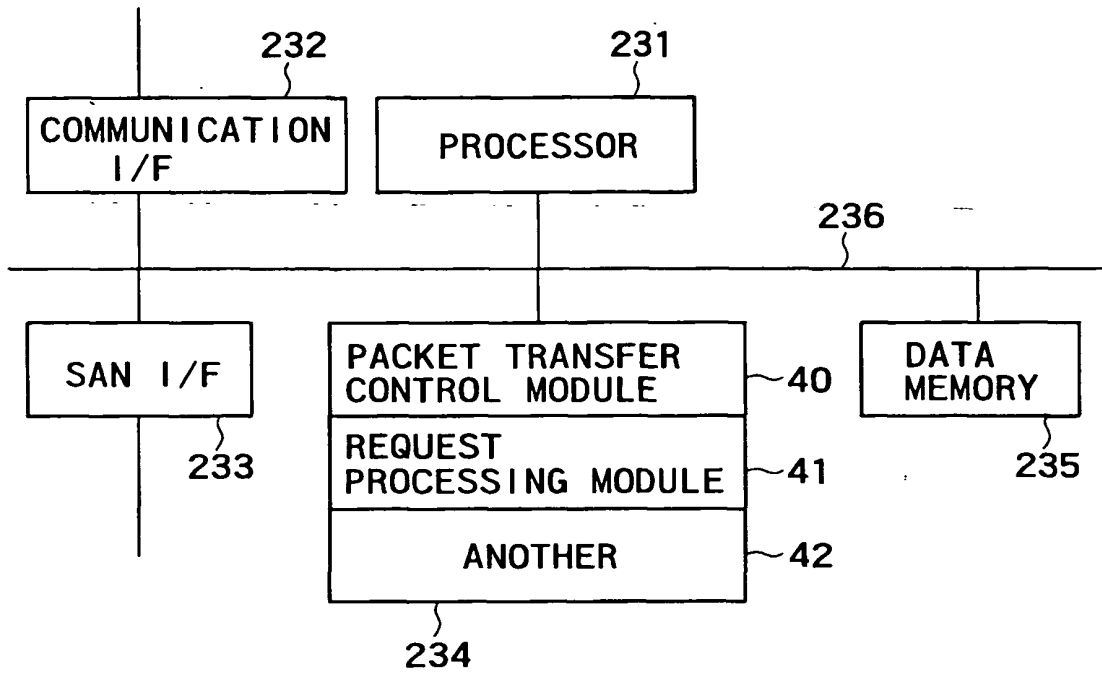 232
231
COMMUNICATION
I/F
PROCESSOR
236
SAN I/F
PACKET TRANSFER
CONTROL MODULE
40
DATA
MEMORY
233
REQUEST
PROCESSING MODULE
41
235
ANOTHER
42
234